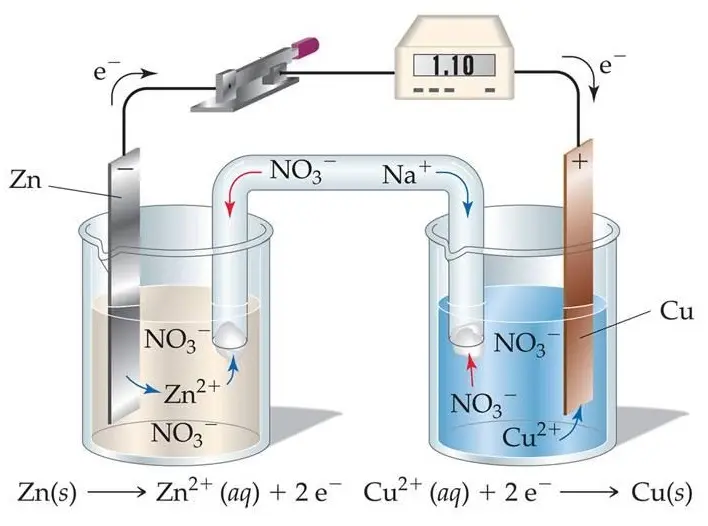 e⁻
1.10
e⁻
Zn
−
NO₃⁻
Na⁺
+
Cu
NO₃⁻
NO₃⁻
Zn²⁺
NO₃⁻
NO₃⁻
Cu²⁺
Zn(s) ⟶ Zn²⁺ (aq) + 2 e⁻ Cu²⁺ (aq) + 2 e⁻ ⟶ Cu(s)